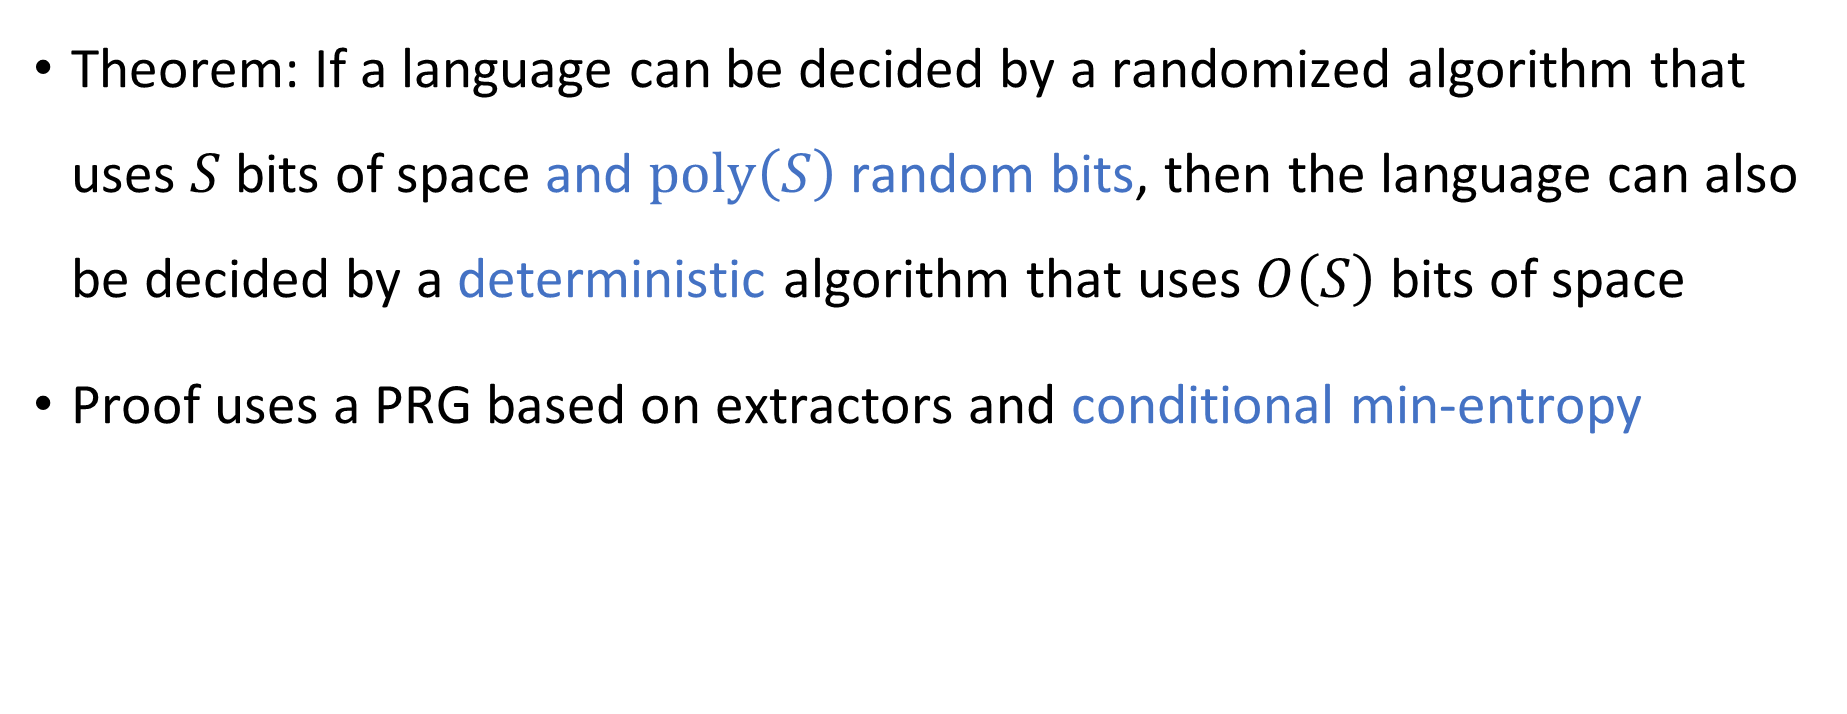 • Theorem: If a language can be decided by a randomized algorithm that
uses 𝑆 bits of space and poly(𝑆) random bits, then the language can also
be decided by a deterministic algorithm that uses 𝑂(𝑆) bits of space
• Proof uses a PRG based on extractors and conditional min-entropy